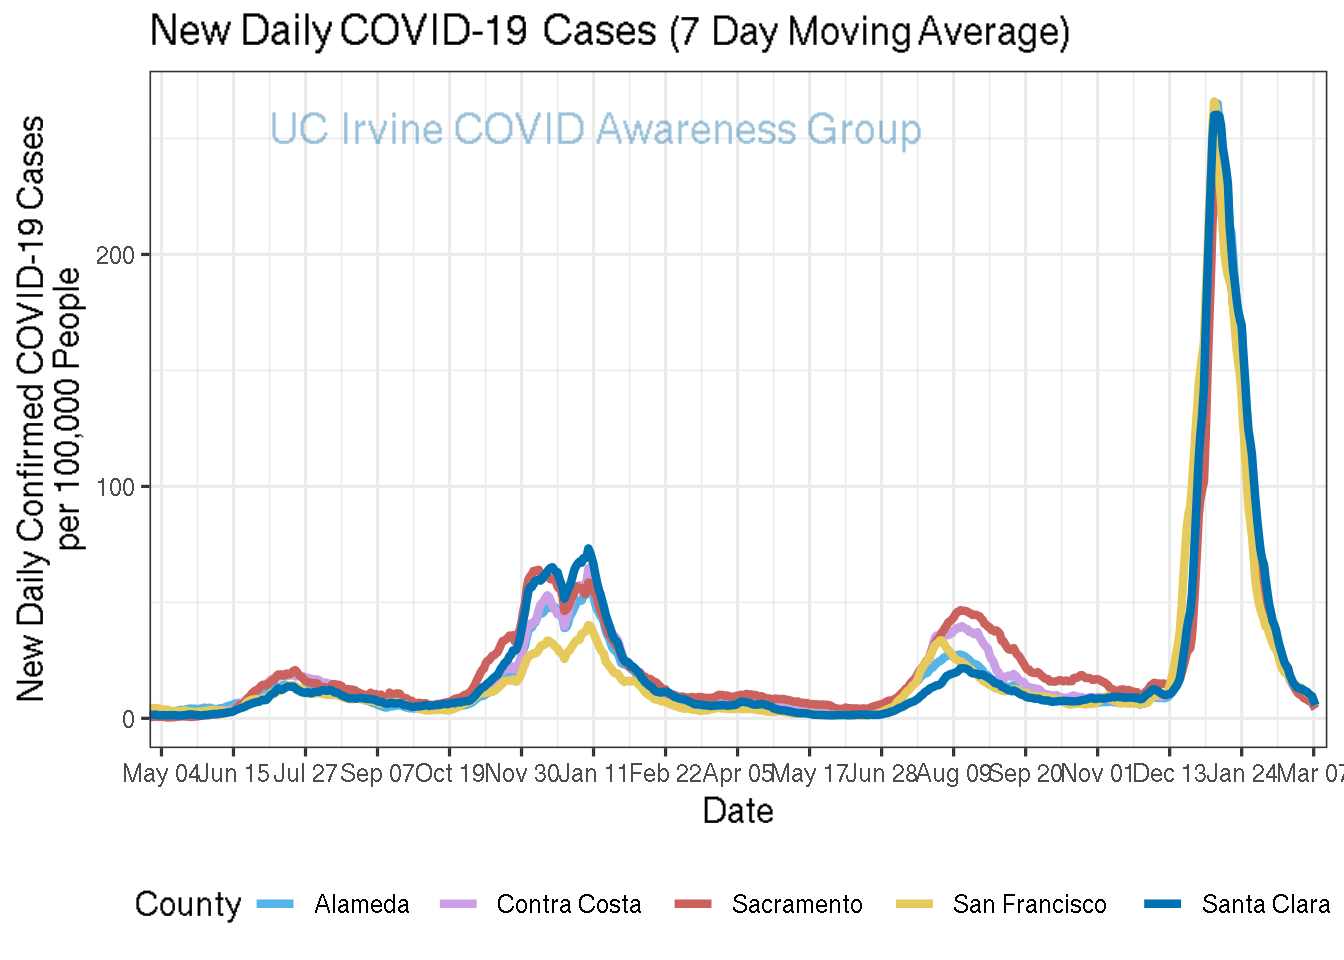 New Daily COVID-19 Cases (7 Day Moving Average)
UC Irvine COVID Awareness Group
New Daily Confirmed COVID-19 Cases
per 100,000 People
200
100
0
May 04 Jun 15 Jul 27 Sep 07 Oct 19 Nov 30 Jan 11 Feb 22 Apr 05 May 17 Jun 28 Aug 09 Sep 20 Nov 01 Dec 13 Jan 24 Mar 07
Date
County Alameda Contra Costa Sacramento San Francisco Santa Clara